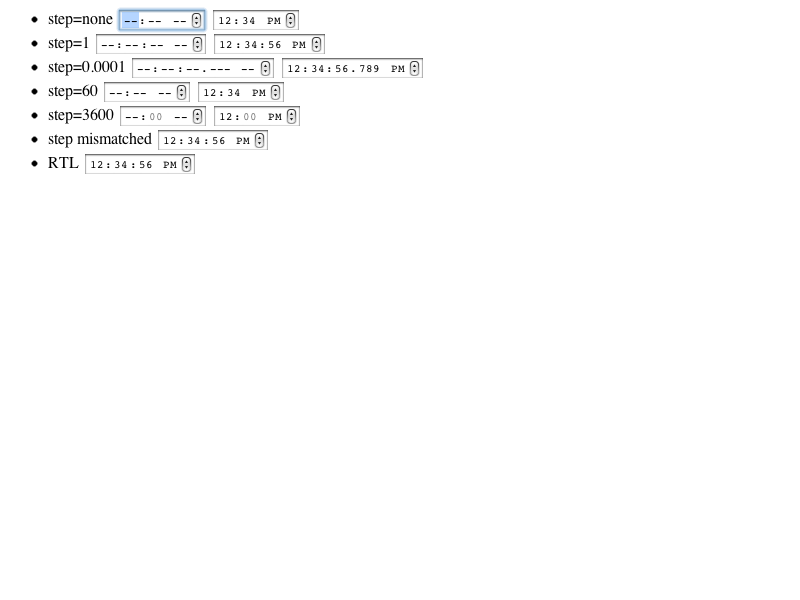 step=none --:-- -- 12:34 PM
step=1 --:--:-- -- 12:34:56 PM
step=0.0001 --:--:--.--- -- 12:34:56.789 PM
step=60 --:-- -- 12:34 PM
step=3600 --:00 -- 12:00 PM
step mismatched 12:34:56 PM
RTL 12:34:56 PM